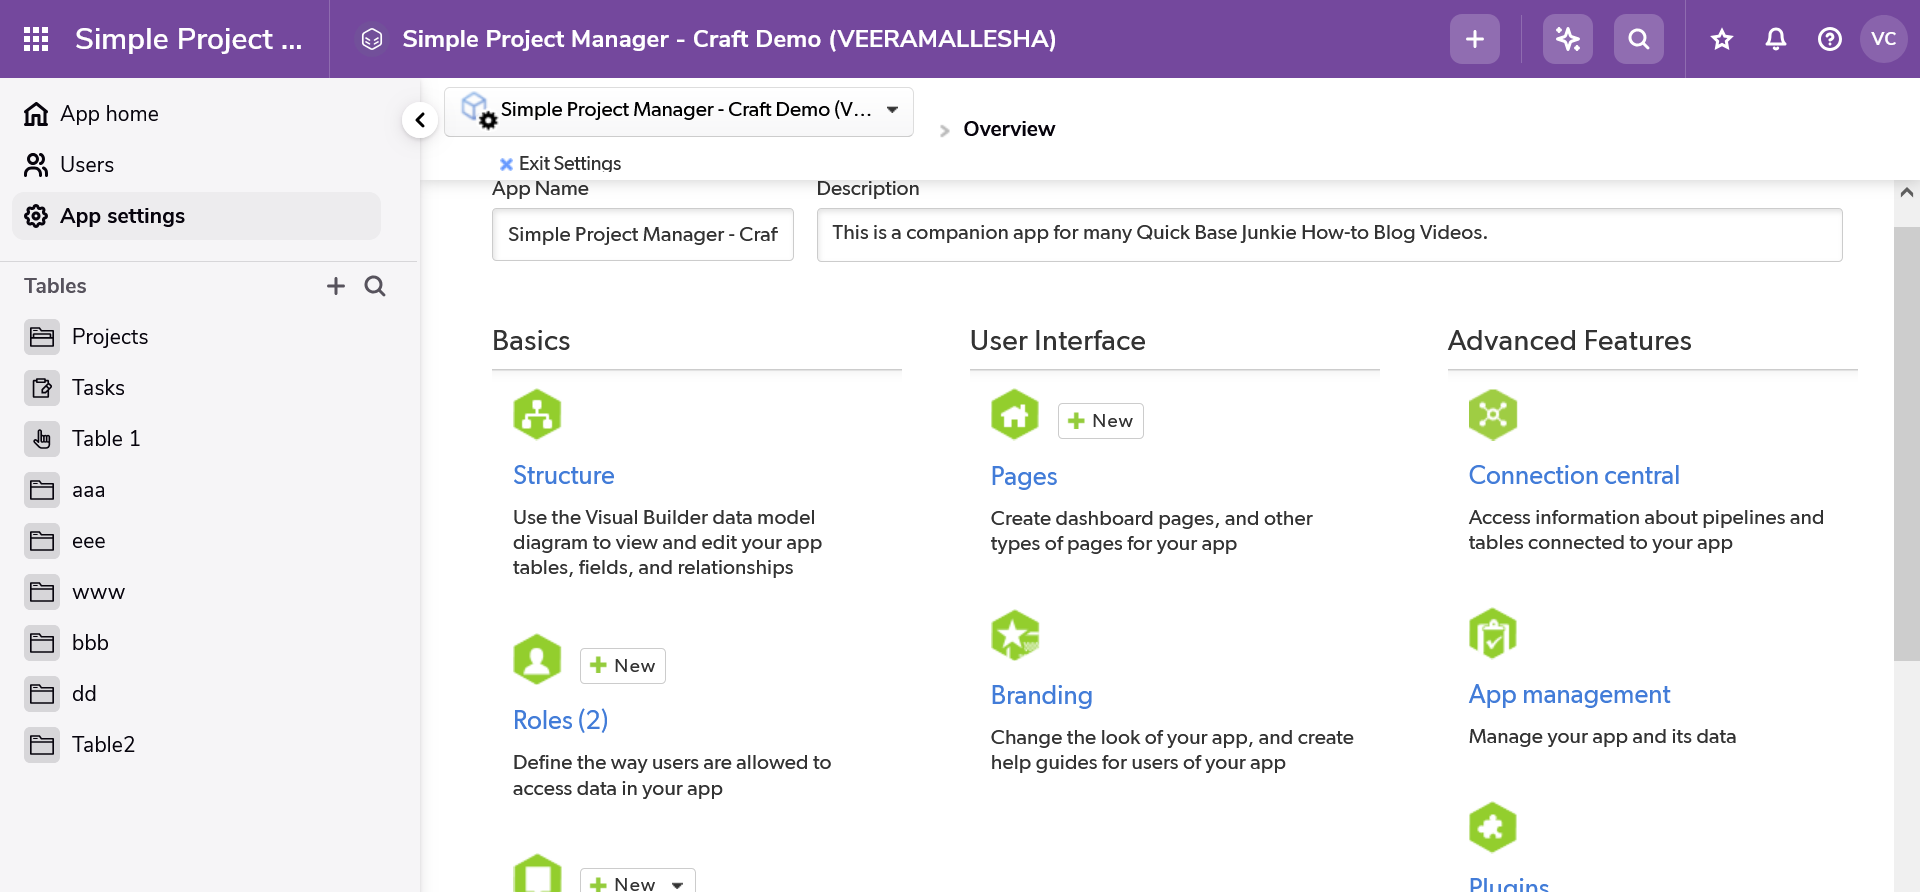 Simple Project ...
Simple Project Manager - Craft Demo (VEERAMALLESHA)
VC
App home
Users
App settings
Tables
Projects
Tasks
Table 1
aaa
eee
www
bbb
dd
Table2
Simple Project Manager - Craft Demo (V...
Overview
Exit Settings
App Name
Description
Simple Project Manager - Craf
This is a companion app for many Quick Base Junkie How-to Blog Videos.
Basics
Structure
Use the Visual Builder data model
diagram to view and edit your app
tables, fields, and relationships
New
Roles (2)
Define the way users are allowed to
access data in your app
New
User Interface
New
Pages
Create dashboard pages, and other
types of pages for your app
Branding
Change the look of your app, and create
help guides for users of your app
Advanced Features
Connection central
Access information about pipelines and
tables connected to your app
App management
Manage your app and its data
Plugins